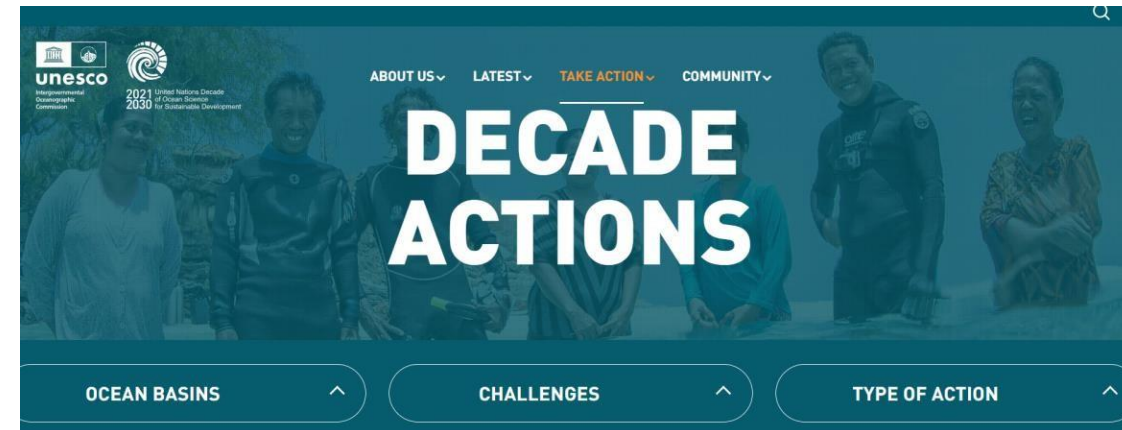 unesco
Intergovernmental
Oceanographic
Commission
2021 United Nations Decade
2030 of Ocean Science
for Sustainable Development
ABOUT US LATEST TAKE ACTION COMMUNITY
DECADE
ACTIONS
OCEAN BASINS CHALLENGES TYPE OF ACTION